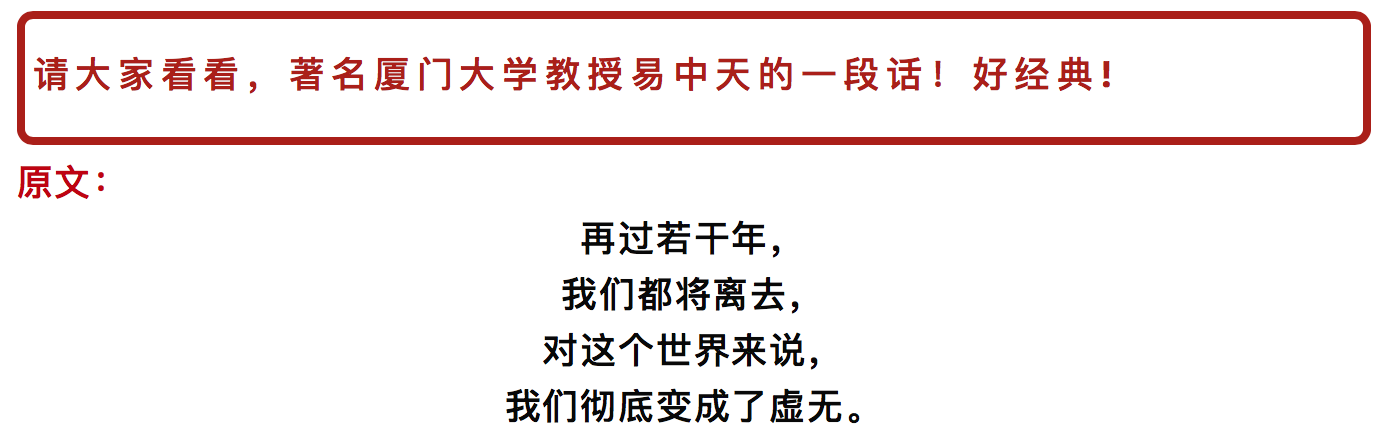 请大家看看，著名厦门大学教授易中天的一段话！好经典！
原文：
再过若干年，
我们都将离去，
对这个世界来说，
我们彻底变成了虚无。